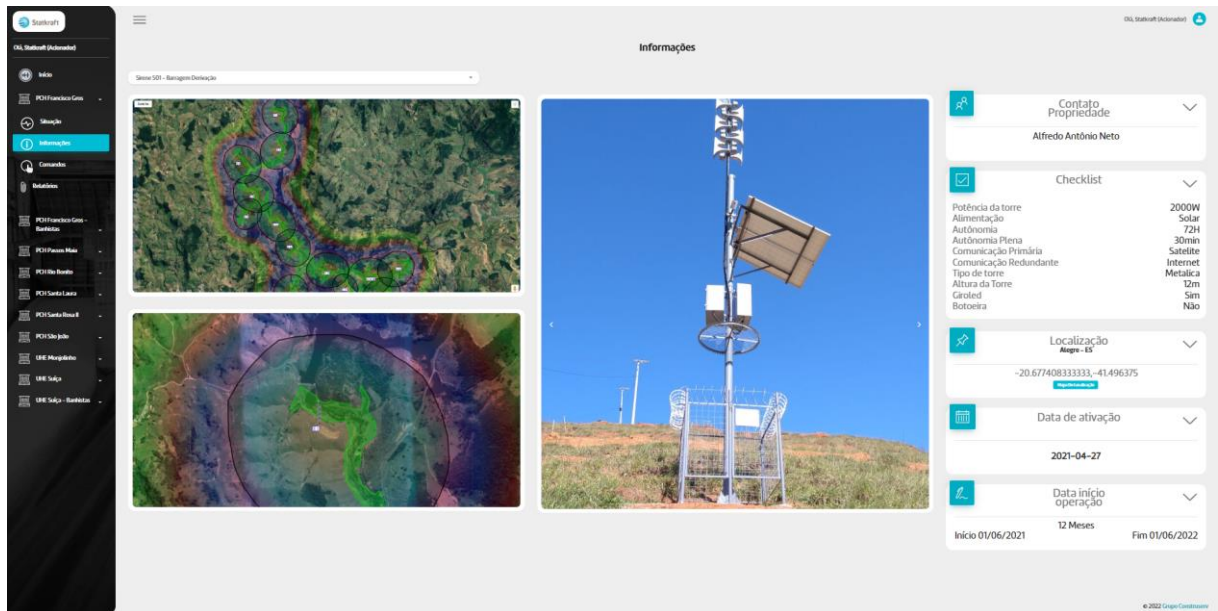 Statkraft
Olá, Statkraft (Acionador)
Olá, Statkraft (Acionador)
Informações
Início
PCH Francisco Gros
Situação
Informações
Comandos
Relatórios
PCH Francisco Gros -
Banhistas
PCH Passos Maia
PCH Rio Bonito
PCH Santa Laura
PCH Santa Rosa II
PCH São João
UHE Monjolinho
UHE Suíça
UHE Suíça - Banhistas
Sirene S01 - Barragem Derivação
Contato
Propriedade
Alfredo Antônio Neto
Checklist
Potência da torre 2000W
Alimentação Solar
Autônomia 72H
Autônomia Plena 30min
Comunicação Primária Satelite
Comunicação Redundante Internet
Tipo de torre Metalica
Altura da Torre 12m
Giroled Sim
Botoeira Não
Localização
Alegre - ES
-20.677408333333,-41.496375
Data de ativação
2021-04-27
Data início
operação
12 Meses
Início 01/06/2021 Fim 01/06/2022
© 2022 Grupo Construserv